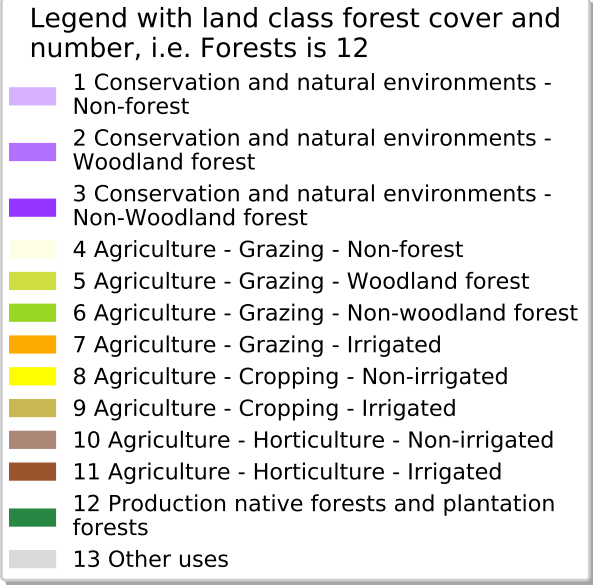 Legend with land class forest cover and
number, i.e. Forests is 12
1 Conservation and natural environments -
Non-forest
2 Conservation and natural environments -
Woodland forest
3 Conservation and natural environments -
Non-Woodland forest
4 Agriculture - Grazing - Non-forest
5 Agriculture - Grazing - Woodland forest
6 Agriculture - Grazing - Non-woodland forest
7 Agriculture - Grazing - Irrigated
8 Agriculture - Cropping - Non-irrigated
9 Agriculture - Cropping - Irrigated
10 Agriculture - Horticulture - Non-irrigated
11 Agriculture - Horticulture - Irrigated
12 Production native forests and plantation
forests
13 Other uses